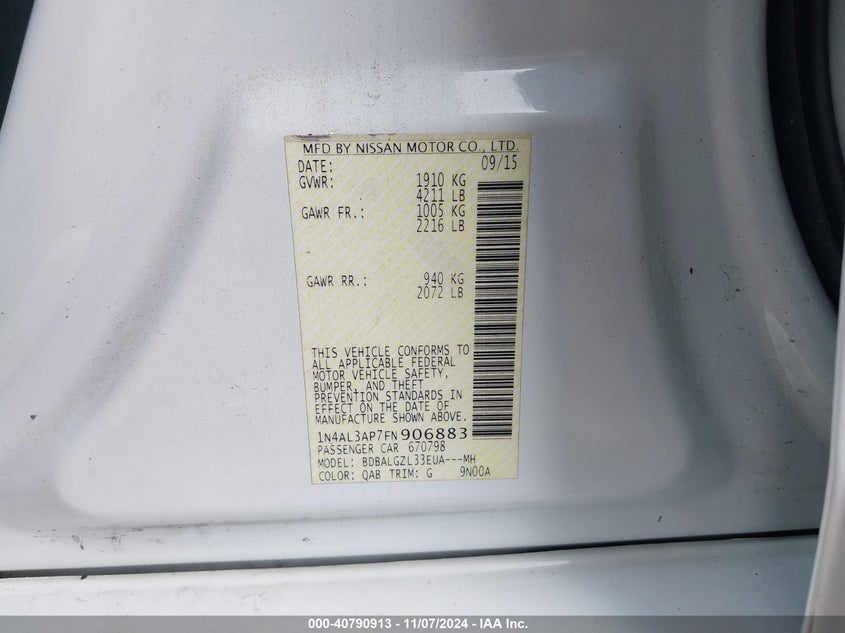 MFD BY NISSAN MOTOR CO., LTD.
DATE: 09/15
GVWR: 1910 KG
4211 LB
GAWR FR.: 1005 KG
2216 LB
GAWR RR.: 940 KG
2072 LB
THIS VEHICLE CONFORMS TO
ALL APPLICABLE FEDERAL
MOTOR VEHICLE SAFETY,
BUMPER, AND THEFT
PREVENTION STANDARDS IN
EFFECT ON THE DATE OF
MANUFACTURE SHOWN ABOVE.
1N4AL3AP7FN906883
PASSENGER CAR 670798
MODEL: BDBALGZL33EUA---MH
COLOR: QAB TRIM: G 9N00A
000-40790913 - 11/07/2024 - IAA Inc.